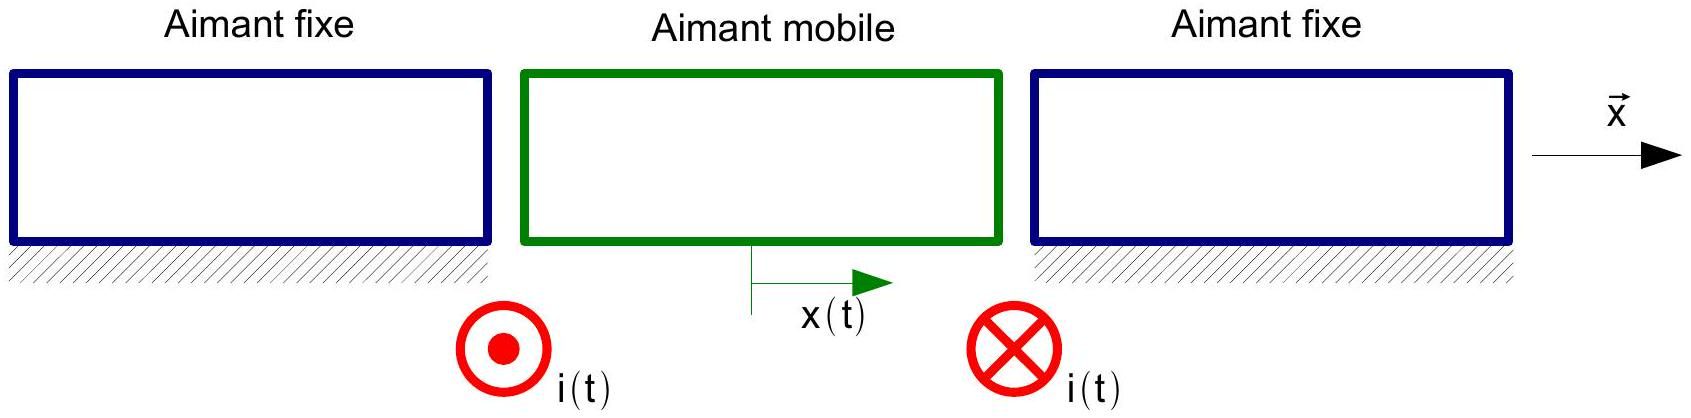 Aimant fixe
Aimant mobile
Aimant fixe
x⃗
x(t)
i(t)
i(t)